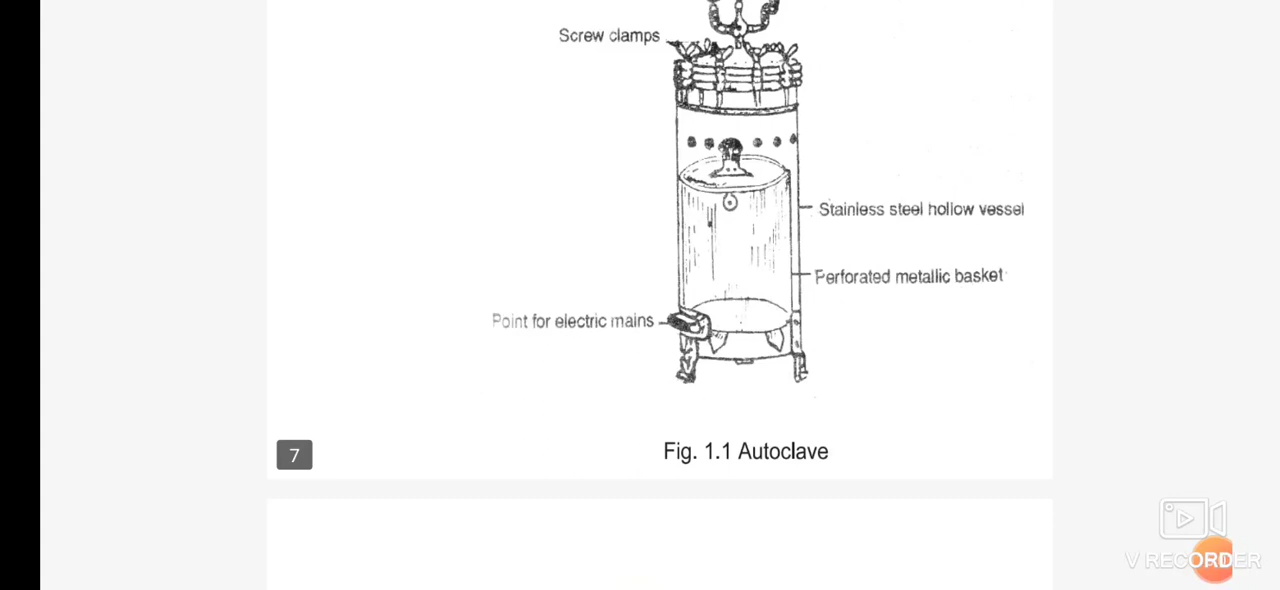 Screw clamps
Stainless steel hollow vessel
Perforated metallic basket
Point for electric mains
7
Fig. 1.1 Autoclave
V RECORDER